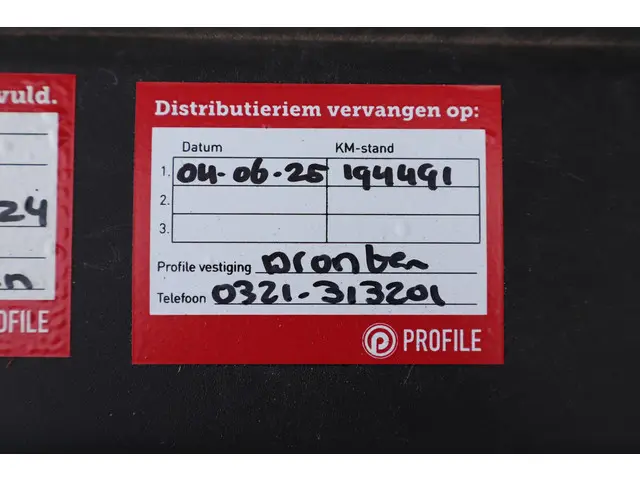 vuld.
24
n
OFILE
Distributieriem vervangen op:
Datum KM-stand
1. 04-06-25 194491
2.
3.
Profile vestiging Dronten
Telefoon 0321-313201
PROFILE